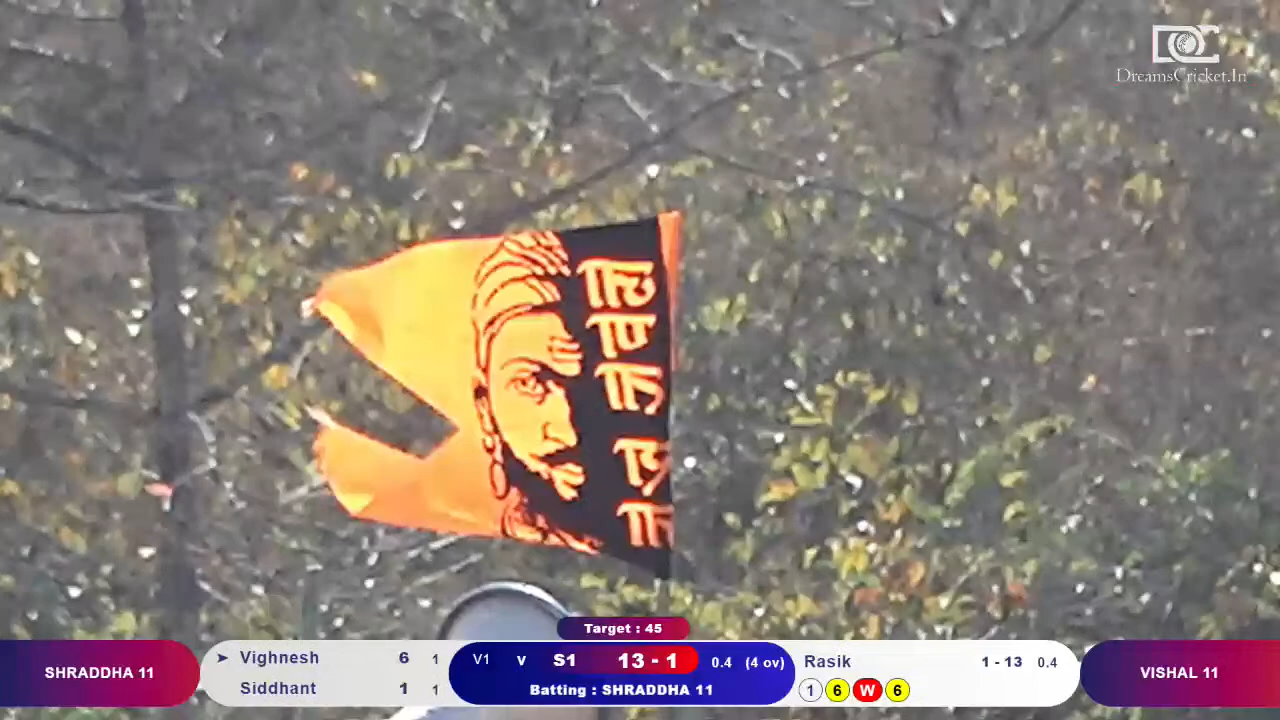 DreamsCricket.In
Target : 45
SHRADDHA 11
Vighnesh 6 1
Siddhant 1 1
V1 v S1 13 - 1 0.4 (4 ov)
Batting : SHRADDHA 11
Rasik 1 - 13 0.4
1 6 W 6
VISHAL 11